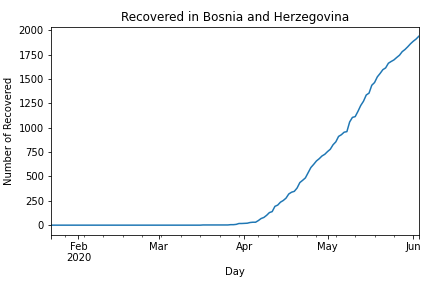 Recovered in Bosnia and Herzegovina
Number of Recovered
2000
1750
1500
1250
1000
750
500
250
0
Feb
2020
Mar
Apr
May
Jun
Day